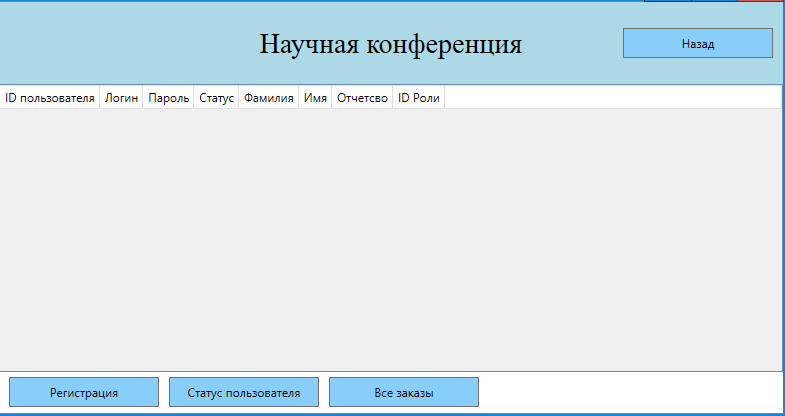 Научная конференция
Назад
ID пользователя Логин Пароль Статус Фамилия Имя Отчетсво ID Роли
Регистрация Статус пользователя Все заказы